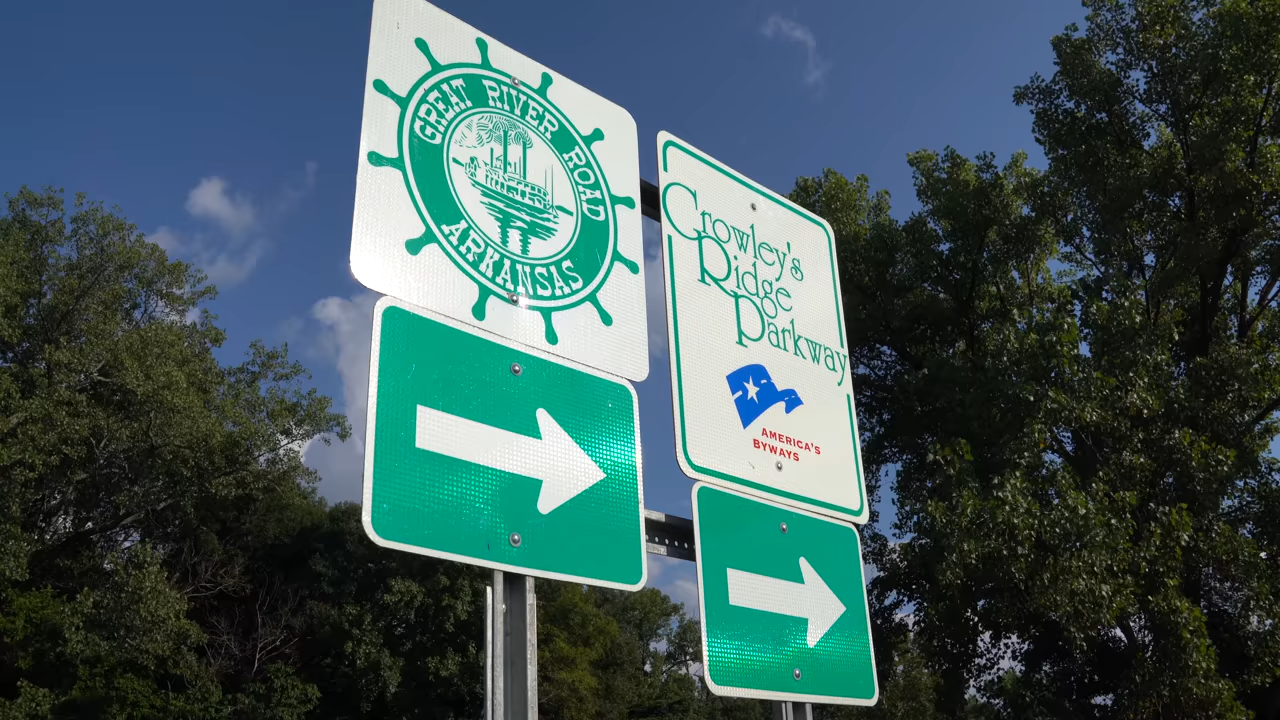 GREAT RIVER ROAD
ARKANSAS
Crowley's
Ridge
Parkway
AMERICA'S
BYWAYS